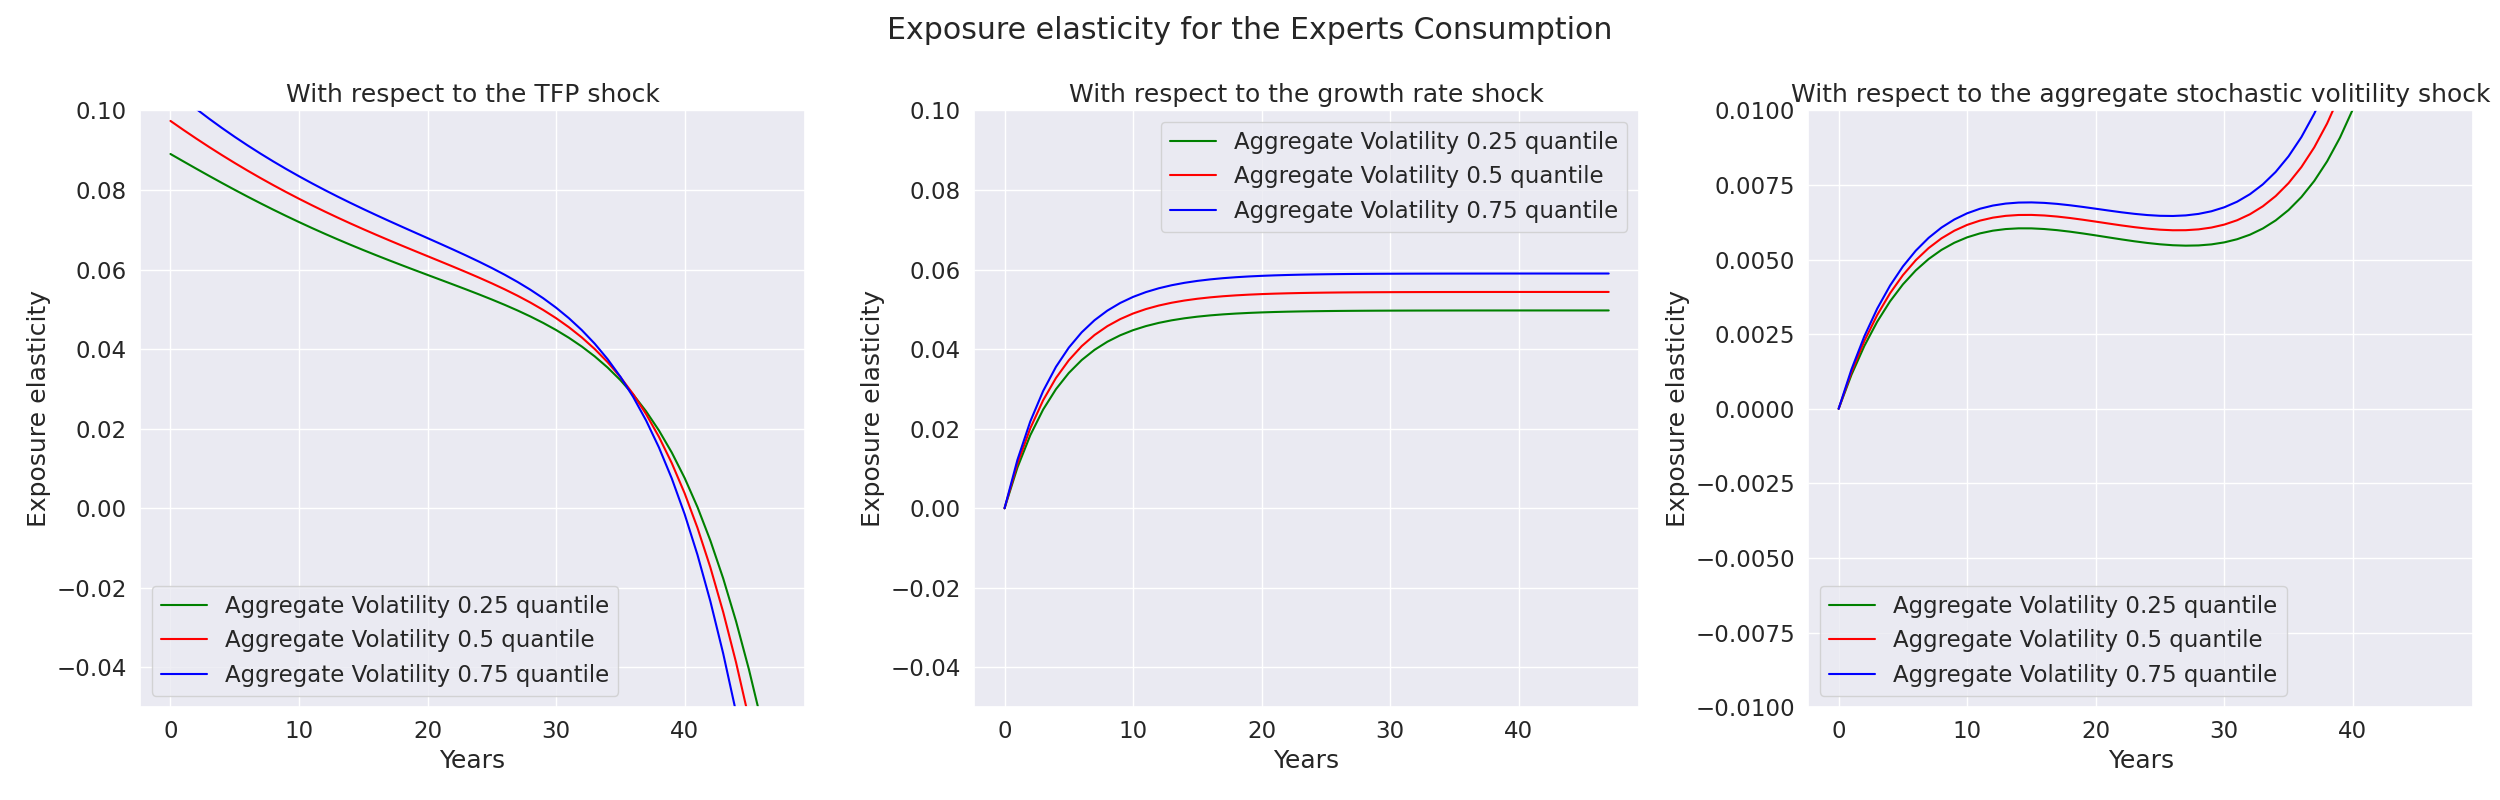 Exposure elasticity for the Experts Consumption
With respect to the TFP shock
Exposure elasticity
0.10
0.08
0.06
0.04
0.02
0.00
−0.02
−0.04
Aggregate Volatility 0.25 quantile
Aggregate Volatility 0.5 quantile
Aggregate Volatility 0.75 quantile
0 10 20 30 40
Years
With respect to the growth rate shock
Exposure elasticity
0.10
0.08
0.06
0.04
0.02
0.00
−0.02
−0.04
Aggregate Volatility 0.25 quantile
Aggregate Volatility 0.5 quantile
Aggregate Volatility 0.75 quantile
0 10 20 30 40
Years
With respect to the aggregate stochastic volitility shock
Exposure elasticity
0.0100
0.0075
0.0050
0.0025
0.0000
−0.0025
−0.0050
−0.0075
−0.0100
Aggregate Volatility 0.25 quantile
Aggregate Volatility 0.5 quantile
Aggregate Volatility 0.75 quantile
0 10 20 30 40
Years